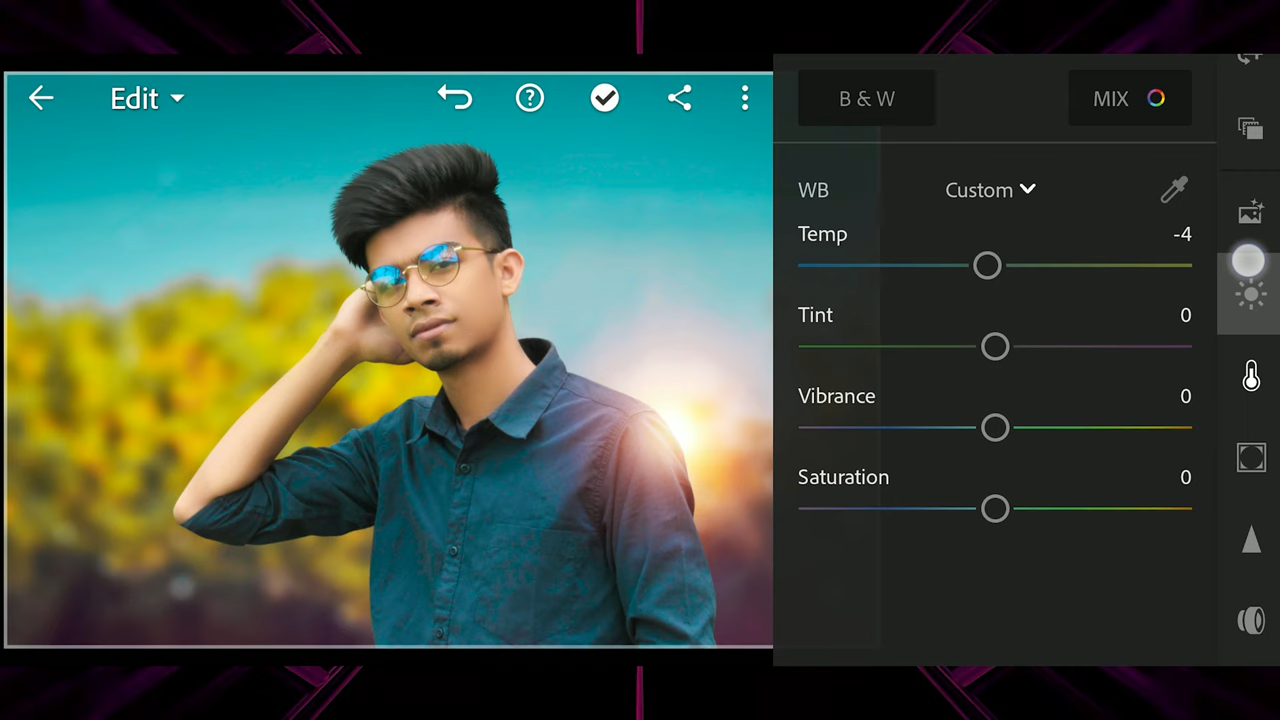 Edit
B & W
MIX
WB
Custom
Temp
-4
Tint
0
Vibrance
0
Saturation
0